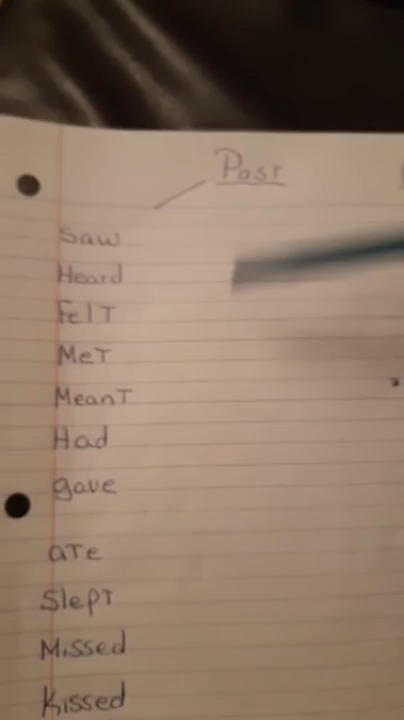 Past
Saw
Heard
Felt
Met
Meant
Had
gave
ate
Slept
Missed
Kissed